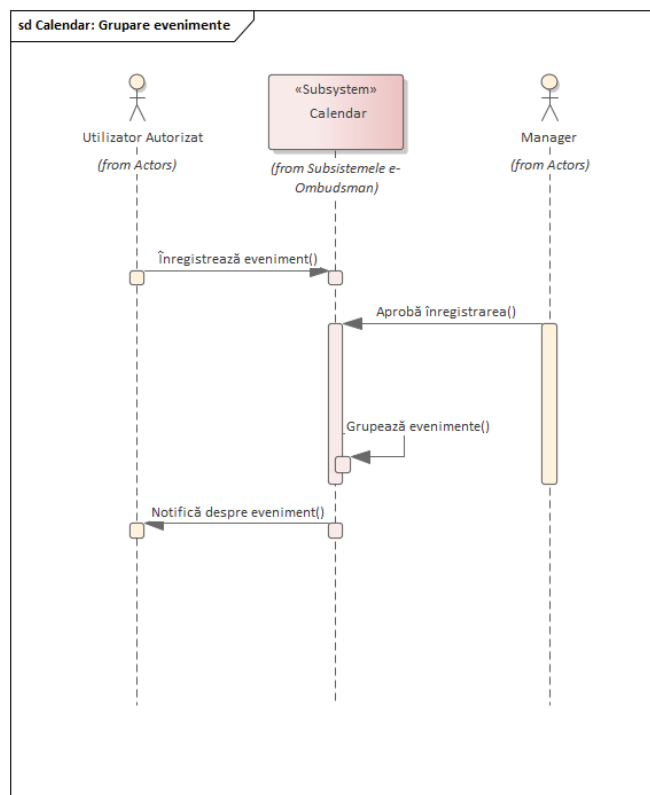 sd Calendar: Grupare evenimente
«Subsystem»
Calendar
Utilizator Autorizat
Manager
(from Actors)
(from Subsistemele e-
Ombudsman)
(from Actors)
Înregistrează eveniment()
Aprobă înregistrarea()
Grupează evenimente()
Notifică despre eveniment()